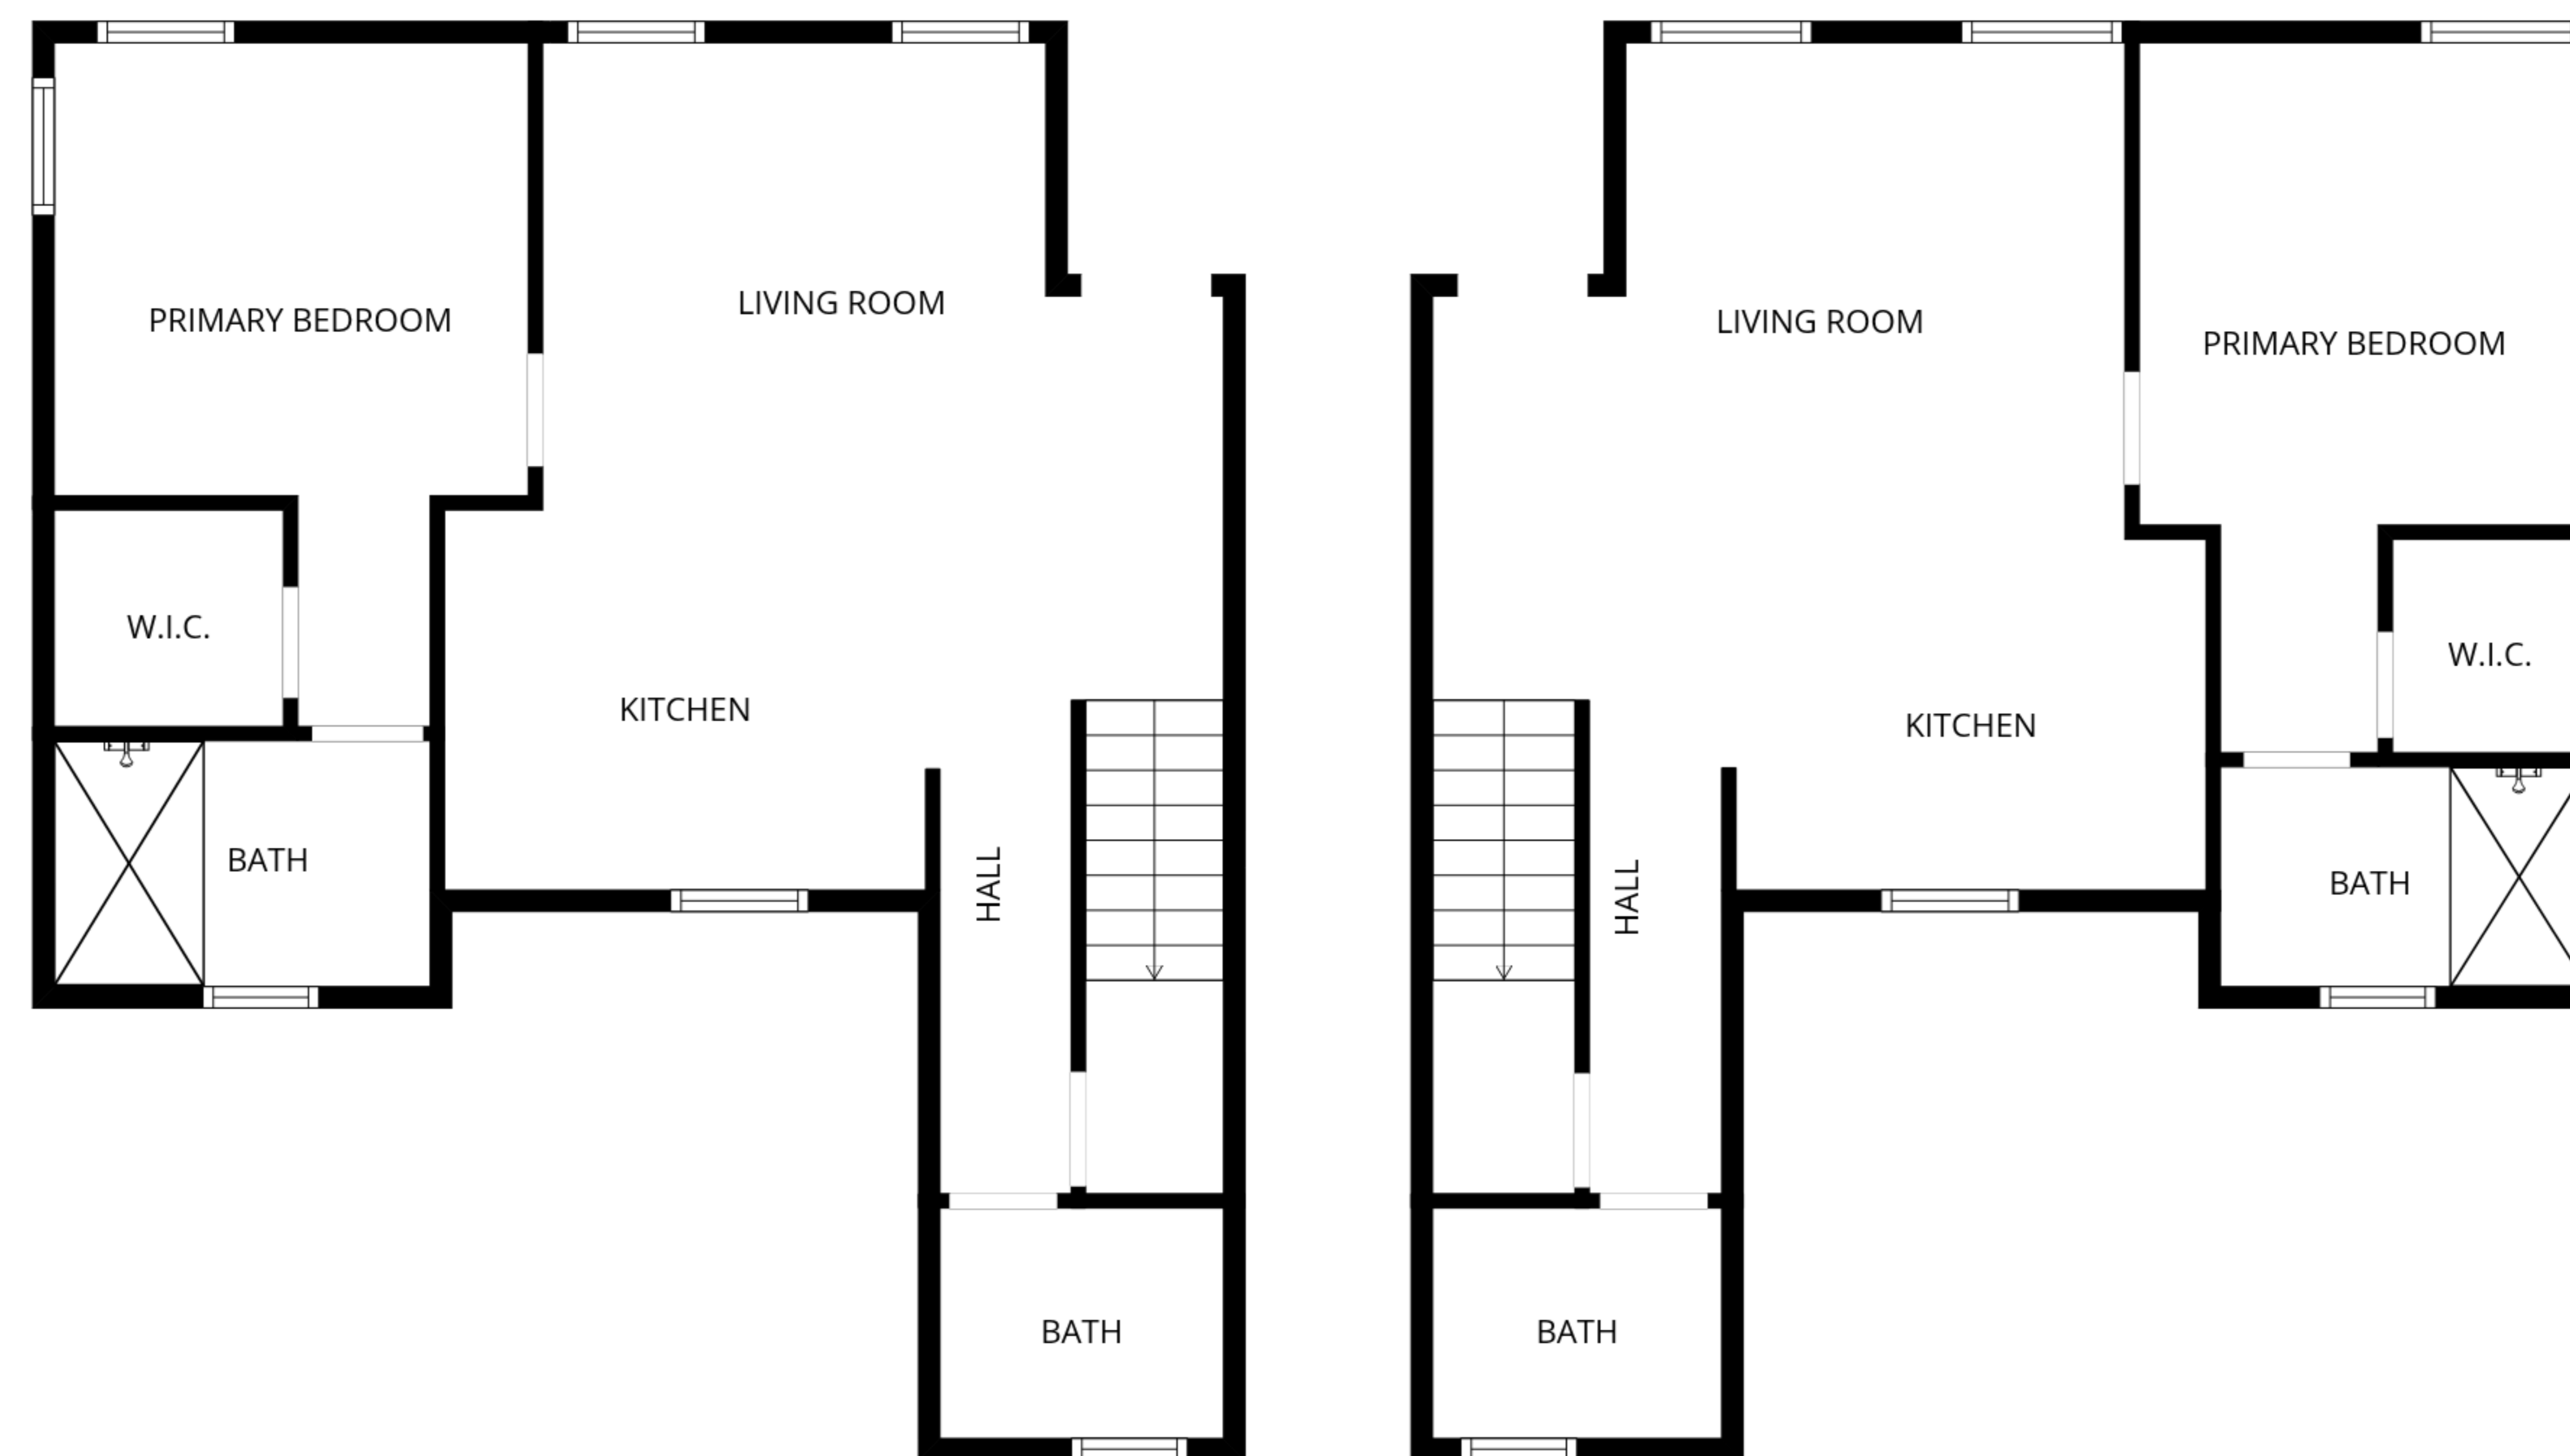 LIVING ROOM
PRIMARY BEDROOM
W.I.C.
KITCHEN
BATH
HALL
BATH
LIVING ROOM
PRIMARY BEDROOM
W.I.C.
KITCHEN
HALL
BATH
BATH